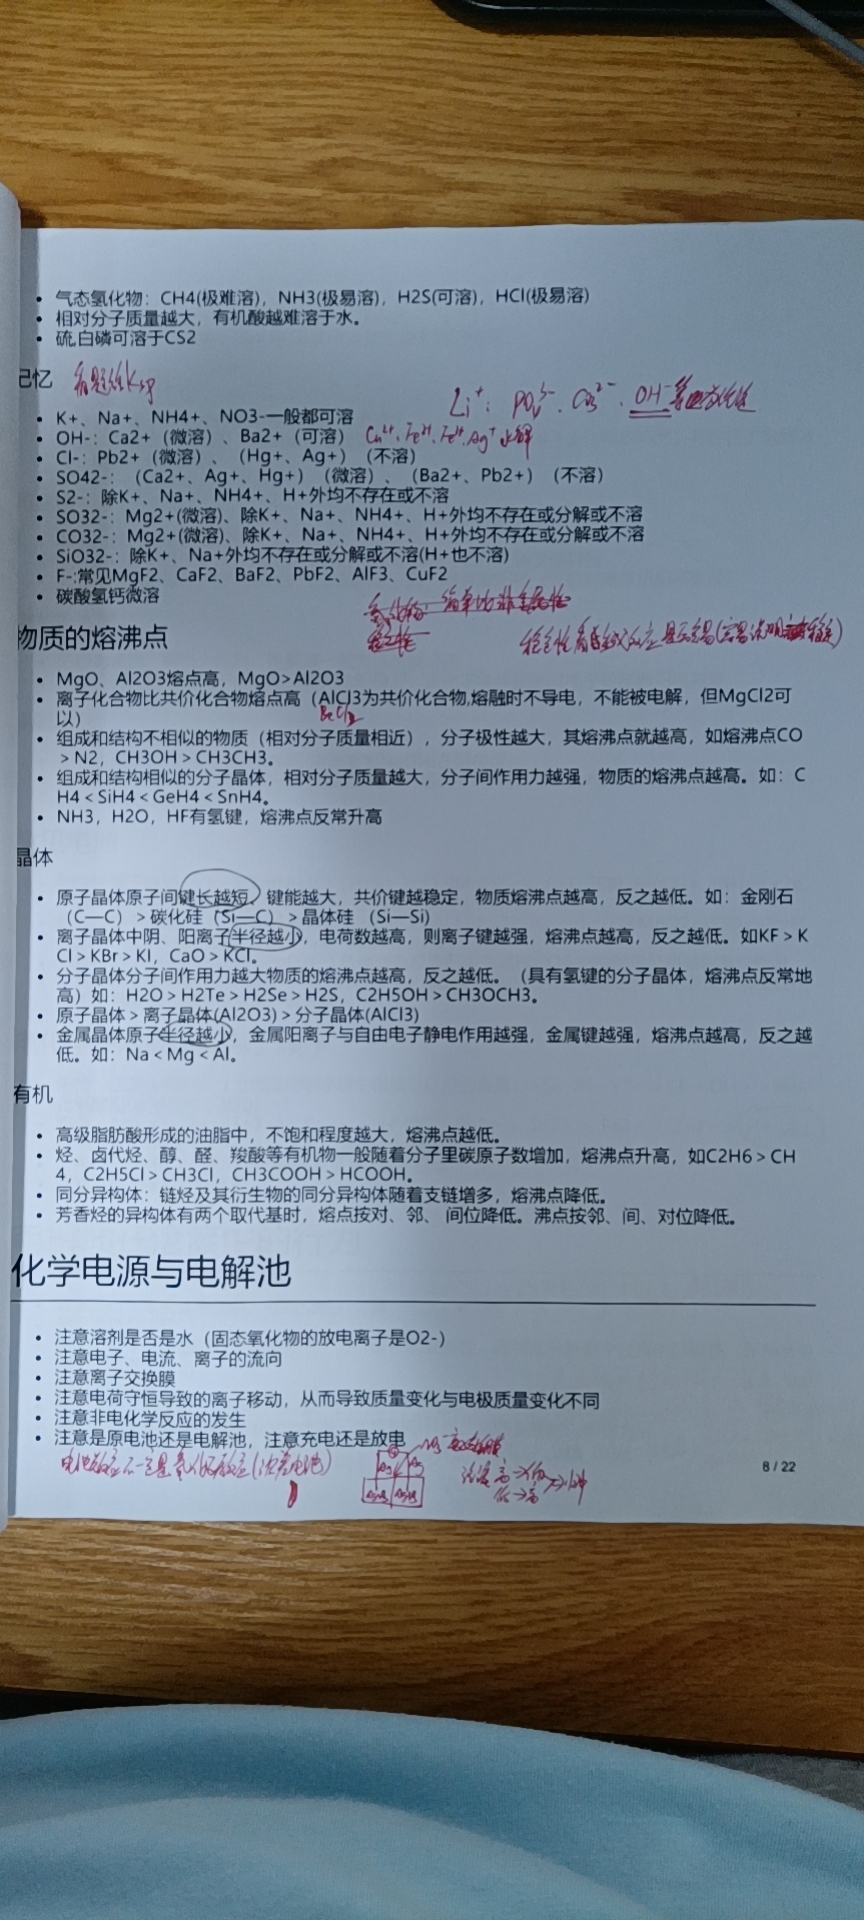 • 气态氢化物：CH4(极难溶)，NH3(极易溶)，H2S(可溶)，HCl(极易溶)
• 相对分子质量越大，有机酸越难溶于水。
• 硫,白磷可溶于CS2
记忆 有题给Ksp
Li+： PO43-、CO32-、OH-等
• K+、Na+、NH4+、NO3-一般都可溶
• OH-：Ca2+（微溶）、Ba2+（可溶）
• Cl-：Pb2+（微溶）、（Hg+、Ag+）（不溶）
• SO42-：（Ca2+、Ag+、Hg+）（微溶）、（Ba2+、Pb2+）（不溶）
• S2-：除K+、Na+、NH4+、H+外均不存在或不溶
• SO32-：Mg2+(微溶)、除K+、Na+、NH4+、H+外均不存在或分解或不溶
• CO32-：Mg2+(微溶)、除K+、Na+、NH4+、H+外均不存在或分解或不溶
• SiO32-：除K+、Na+外均不存在或分解或不溶(H+也不溶)
• F-:常见MgF2、CaF2、BaF2、PbF2、AlF3、CuF2
• 碳酸氢钙微溶
物质的熔沸点
• MgO、Al2O3熔点高，MgO＞Al2O3
• 离子化合物比共价化合物熔点高（AlCl3为共价化合物,熔融时不导电，不能被电解，但MgCl2可
以）
BeCl2
• 组成和结构不相似的物质（相对分子质量相近），分子极性越大，其熔沸点就越高，如熔沸点CO
＞N2，CH3OH＞CH3CH3。
• 组成和结构相似的分子晶体，相对分子质量越大，分子间作用力越强，物质的熔沸点越高。如：C
H4＜SiH4＜GeH4＜SnH4。
• NH3，H2O，HF有氢键，熔沸点反常升高
晶体
• 原子晶体原子间键长越短、键能越大，共价键越稳定，物质熔沸点越高，反之越低。如：金刚石
（C—C）＞碳化硅（Si—C）＞晶体硅 （Si—Si)
• 离子晶体中阴、阳离子半径越小，电荷数越高，则离子键越强，熔沸点越高，反之越低。如KF＞K
Cl＞KBr＞KI，CaO＞KCl。
• 分子晶体分子间作用力越大物质的熔沸点越高，反之越低。（具有氢键的分子晶体，熔沸点反常地
高）如：H2O＞H2Te＞H2Se＞H2S，C2H5OH＞CH3OCH3。
• 原子晶体＞离子晶体(Al2O3)＞分子晶体(AlCl3)
• 金属晶体原子半径越小，金属阳离子与自由电子静电作用越强，金属键越强，熔沸点越高，反之越
低。如：Na＜Mg＜Al。
有机
• 高级脂肪酸形成的油脂中，不饱和程度越大，熔沸点越低。
• 烃、卤代烃、醇、醛、羧酸等有机物一般随着分子里碳原子数增加，熔沸点升高，如C2H6＞CH
4，C2H5Cl＞CH3Cl，CH3COOH＞HCOOH。
• 同分异构体：链烃及其衍生物的同分异构体随着支链增多，熔沸点降低。
• 芳香烃的异构体有两个取代基时，熔点按对、邻、 间位降低。沸点按邻、间、对位降低。
化学电源与电解池
• 注意溶剂是否是水（固态氧化物的放电离子是O2-）
• 注意电子、电流、离子的流向
• 注意离子交换膜
• 注意电荷守恒导致的离子移动，从而导致质量变化与电极质量变化不同
• 注意非电化学反应的发生
• 注意是原电池还是电解池，注意充电还是放电
电池反应不一定是氧化还原反应(浓差电池)
8 / 22